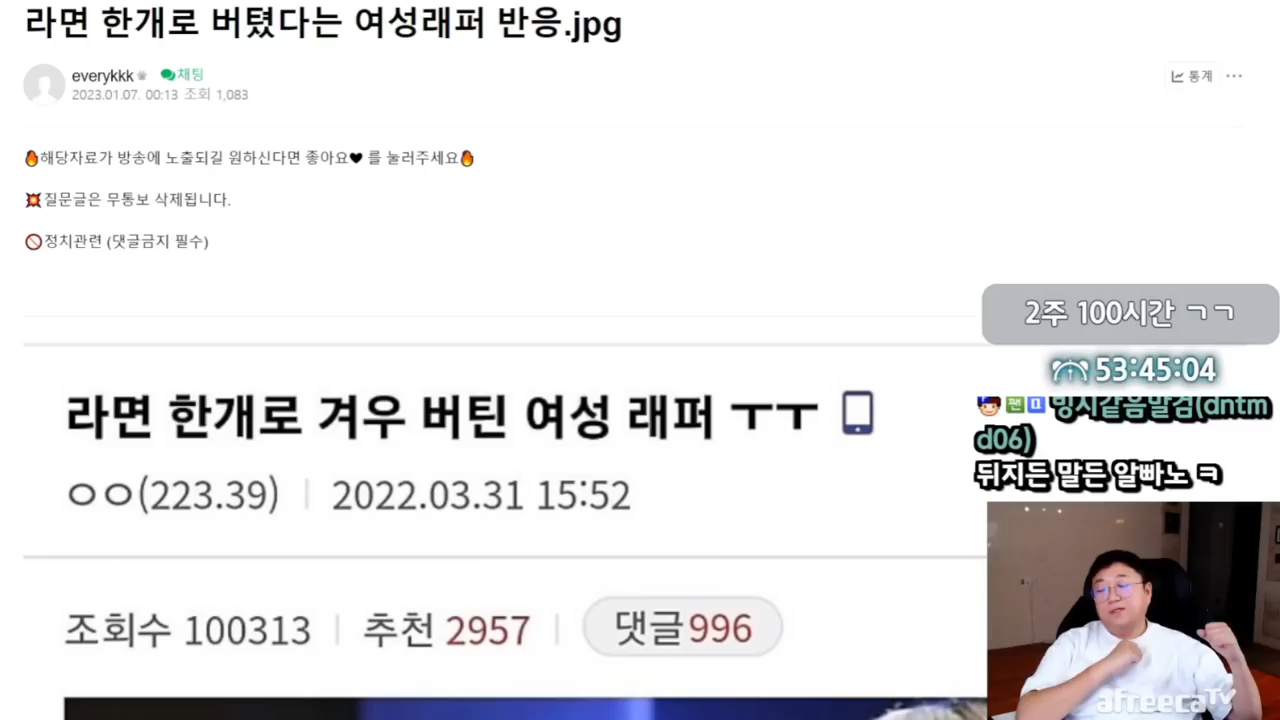 라면 한개로 버텼다는 여성래퍼 반응.jpg
everykkk 채팅
2023.01.07. 00:13 조회 1,083
통계
해당자료가 방송에 노출되길 원하신다면 좋아요🖤 를 눌러주세요🔥
질문글은 무통보 삭제됩니다.
정치관련 (댓글금지 필수)
2주 100시간 ㄱㄱ
53:45:04
라면 한개로 겨우 버틴 여성 래퍼 ㅜㅜ
ㅇㅇ(223.39) 2022.03.31 15:52
팬 (dntm
d06)
뒤지든 말든 알빠노 ㅋ
조회수 100313 추천 2957 댓글 996
afreecaTV